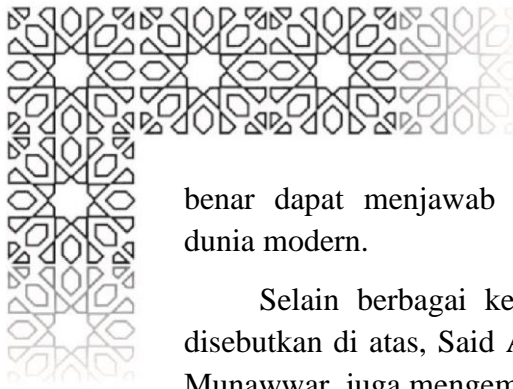 benar dapat menjawab
dunia modern.
Selain berbagai ke
disebutkan di atas, Said A
Munawwar juga mengem